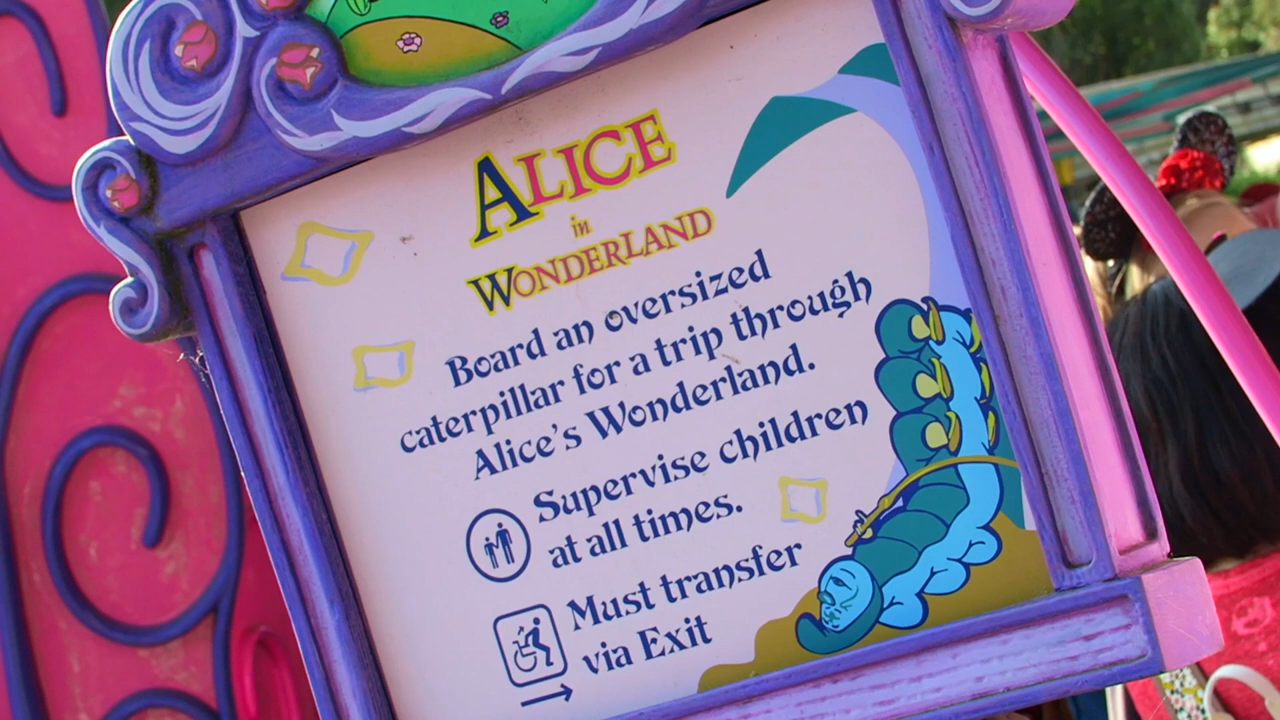 ALICE
in
WONDERLAND
Board an oversized
caterpillar for a trip through
Alice's Wonderland.
Supervise children
at all times.
Must transfer
via Exit